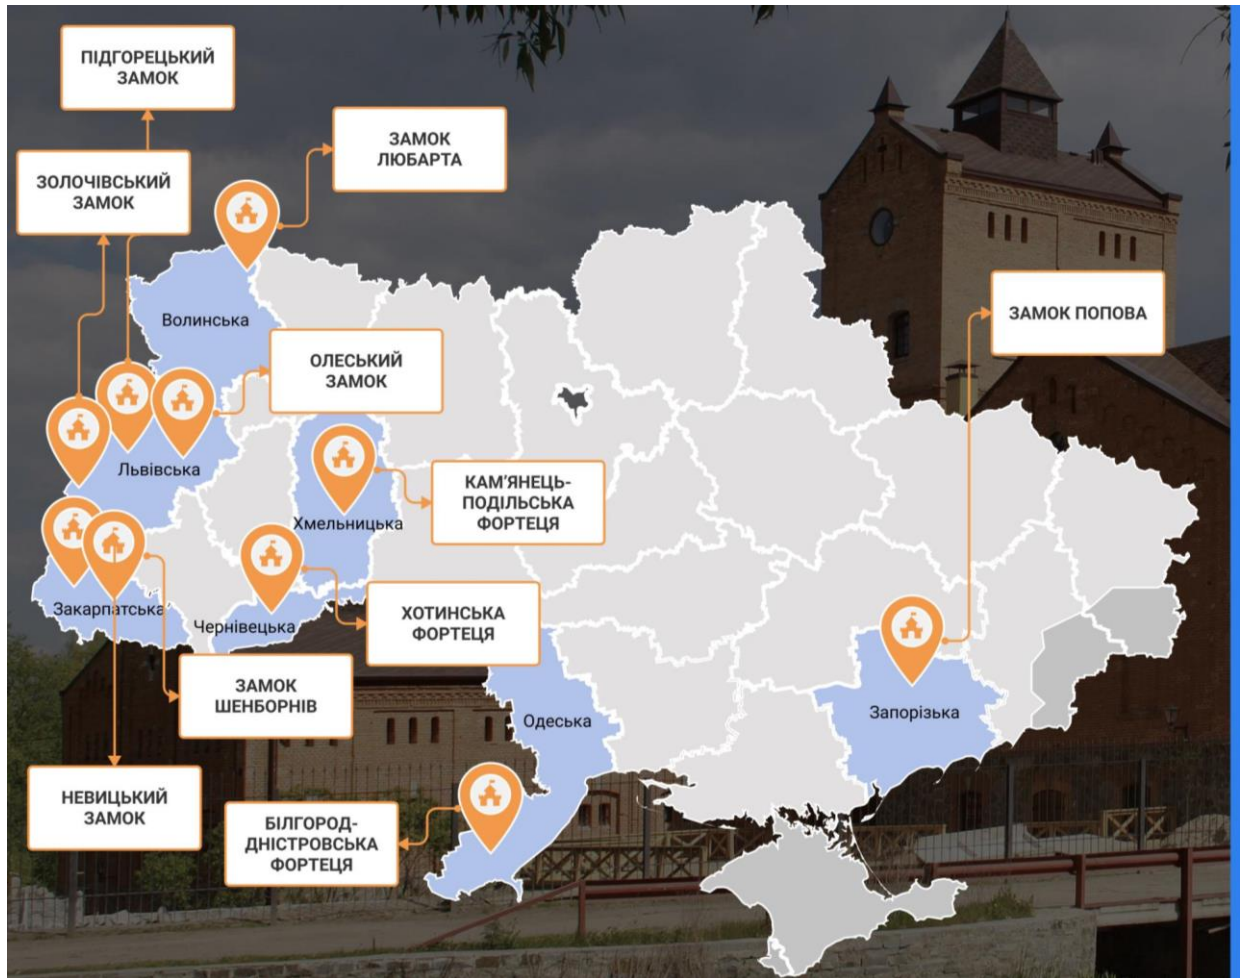 ПІДГОРЕЦЬКИЙ
ЗАМОК
ЗАМОК
ЛЮБАРТА
ЗОЛОЧІВСЬКИЙ
ЗАМОК
Волинська
ЗАМОК ПОПОВА
ОЛЕСЬКИЙ
ЗАМОК
Львівська
КАМ’ЯНЕЦЬ-
ПОДІЛЬСЬКА
ФОРТЕЦЯ
Хмельницька
Закарпатська
Чернівецька
ХОТИНСЬКА
ФОРТЕЦЯ
ЗАМОК
ШЕНБОРНІВ
Одеська
Запорізька
НЕВИЦЬКИЙ
ЗАМОК
БІЛГОРОД-
ДНІСТРОВСЬКА
ФОРТЕЦЯ